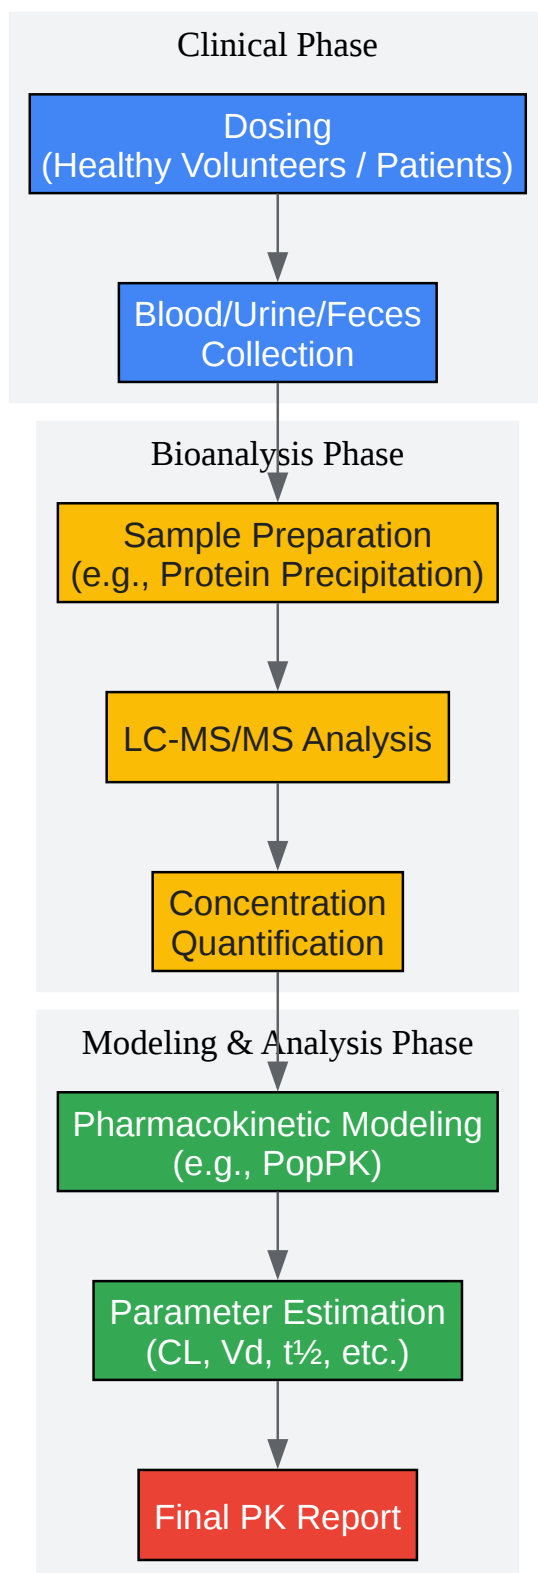 Clinical Phase
Dosing
(Healthy Volunteers / Patients)
Blood/Urine/Feces
Collection
Bioanalysis Phase
Sample Preparation
(e.g., Protein Precipitation)
LC-MS/MS Analysis
Concentration
Quantification
Modeling & Analysis Phase
Pharmacokinetic Modeling
(e.g., PopPK)
Parameter Estimation
(CL, Vd, t½, etc.)
Final PK Report